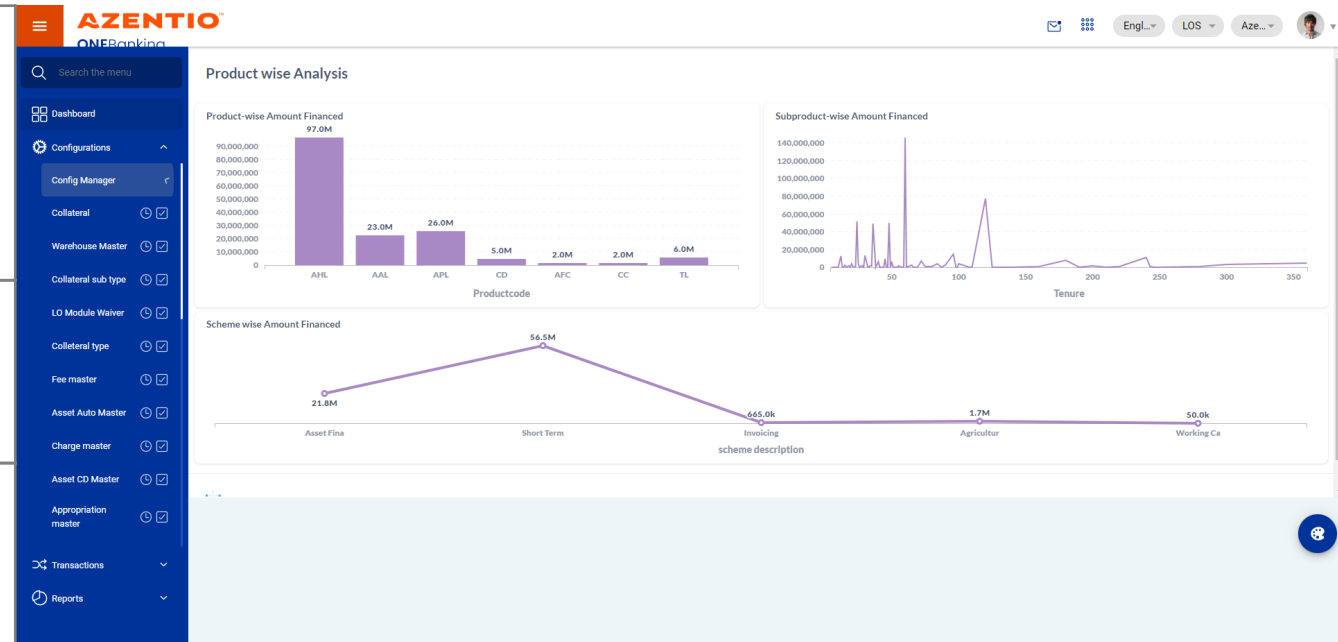 AZENTIO
ONEBanking
Engl...
LOS
Aze...
Search the menu
Dashboard
Configurations
Config Manager
Collateral
Warehouse Master
Collateral sub type
LO Module Waiver
Colleteral type
Fee master
Asset Auto Master
Charge master
Asset CD Master
Appropriation
master
Transactions
Reports
Product wise Analysis
Product-wise Amount Financed
97.0M
90,000,000
80,000,000
70,000,000
60,000,000
50,000,000
40,000,000
30,000,000
20,000,000
10,000,000
0
23.0M
26.0M
5.0M
2.0M
2.0M
6.0M
AHL
AAL
APL
CD
AFC
CC
TL
Productcode
Subproduct-wise Amount Financed
140,000,000
120,000,000
100,000,000
80,000,000
60,000,000
40,000,000
20,000,000
0
50
100
150
200
250
300
350
Tenure
Scheme wise Amount Financed
21.8M
56.5M
665.0k
1.7M
50.0k
Asset Fina
Short Term
Invoicing
Agricultur
Working Ca
scheme description